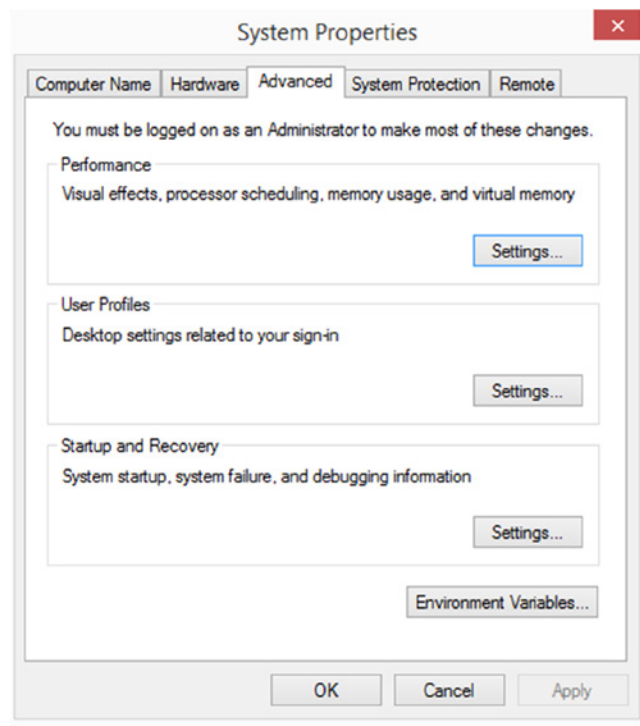 System Properties
Computer Name Hardware Advanced System Protection Remote
You must be logged on as an Administrator to make most of these changes.
Performance
Visual effects, processor scheduling, memory usage, and virtual memory
Settings...
User Profiles
Desktop settings related to your sign-in
Settings...
Startup and Recovery
System startup, system failure, and debugging information
Settings...
Environment Variables...
OK Cancel Apply